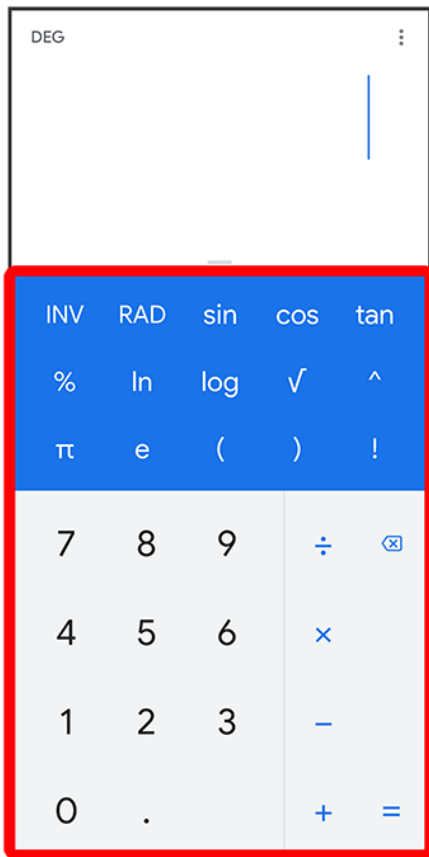 DEG
INV RAD sin cos tan
% ln log √ ^
π e ( ) !
7 8 9 ÷
4 5 6 ×
1 2 3 −
0 . + =